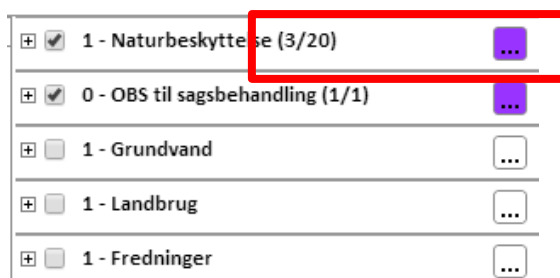 1 - Naturbeskyttelse (3/20) ...
0 - OBS til sagsbehandling (1/1) ...
1 - Grundvand ...
1 - Landbrug ...
1 - Fredninger ...